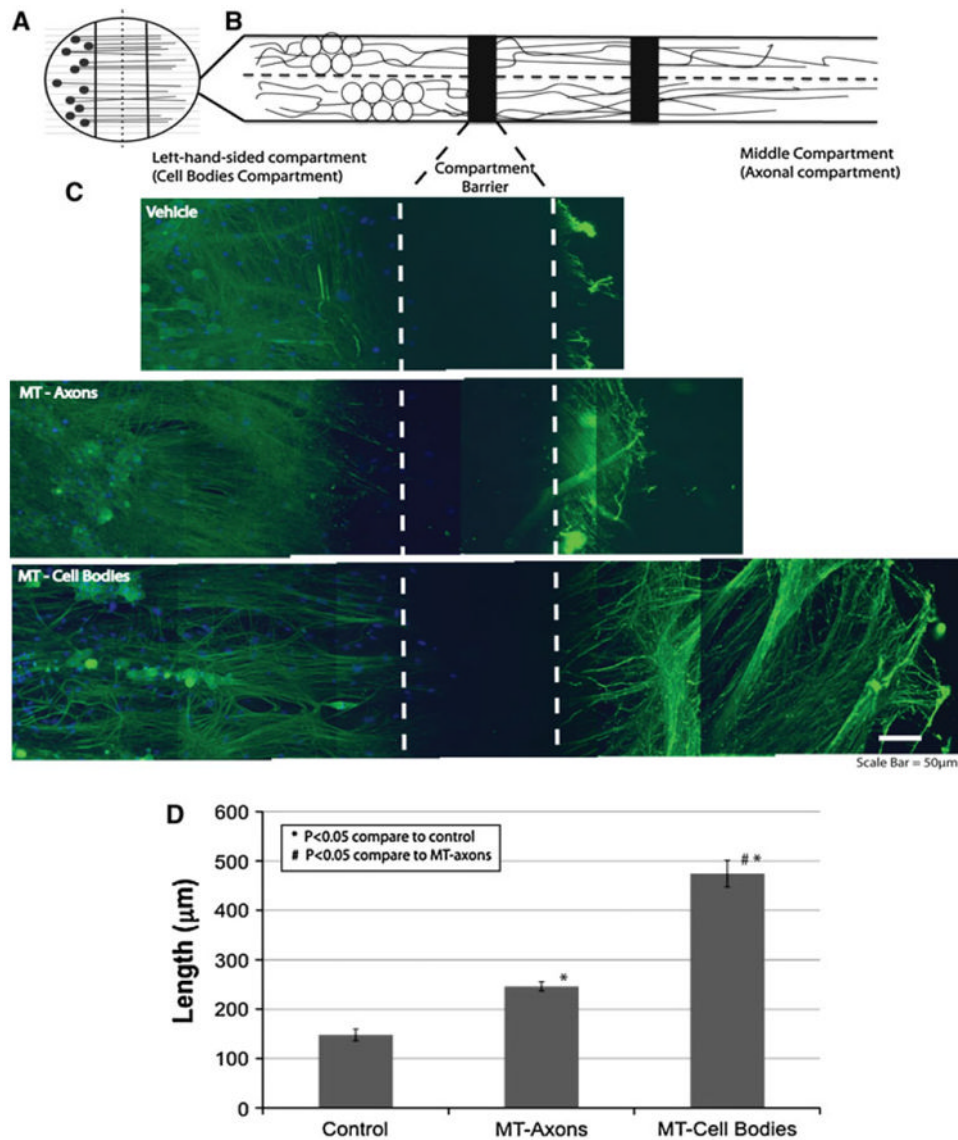 A
B
Left-hand-sided compartment
(Cell Bodies Compartment)
Compartment
Barrier
Middle Compartment
(Axonal compartment)
C
Vehicle
MT - Axons
MT - Cell Bodies
Scale Bar = 50µm
D
Length (µm)
600
500
400
300
200
100
0
* P<0.05 compare to control
# P<0.05 compare to MT-axons
*
# *
Control
MT-Axons
MT-Cell Bodies